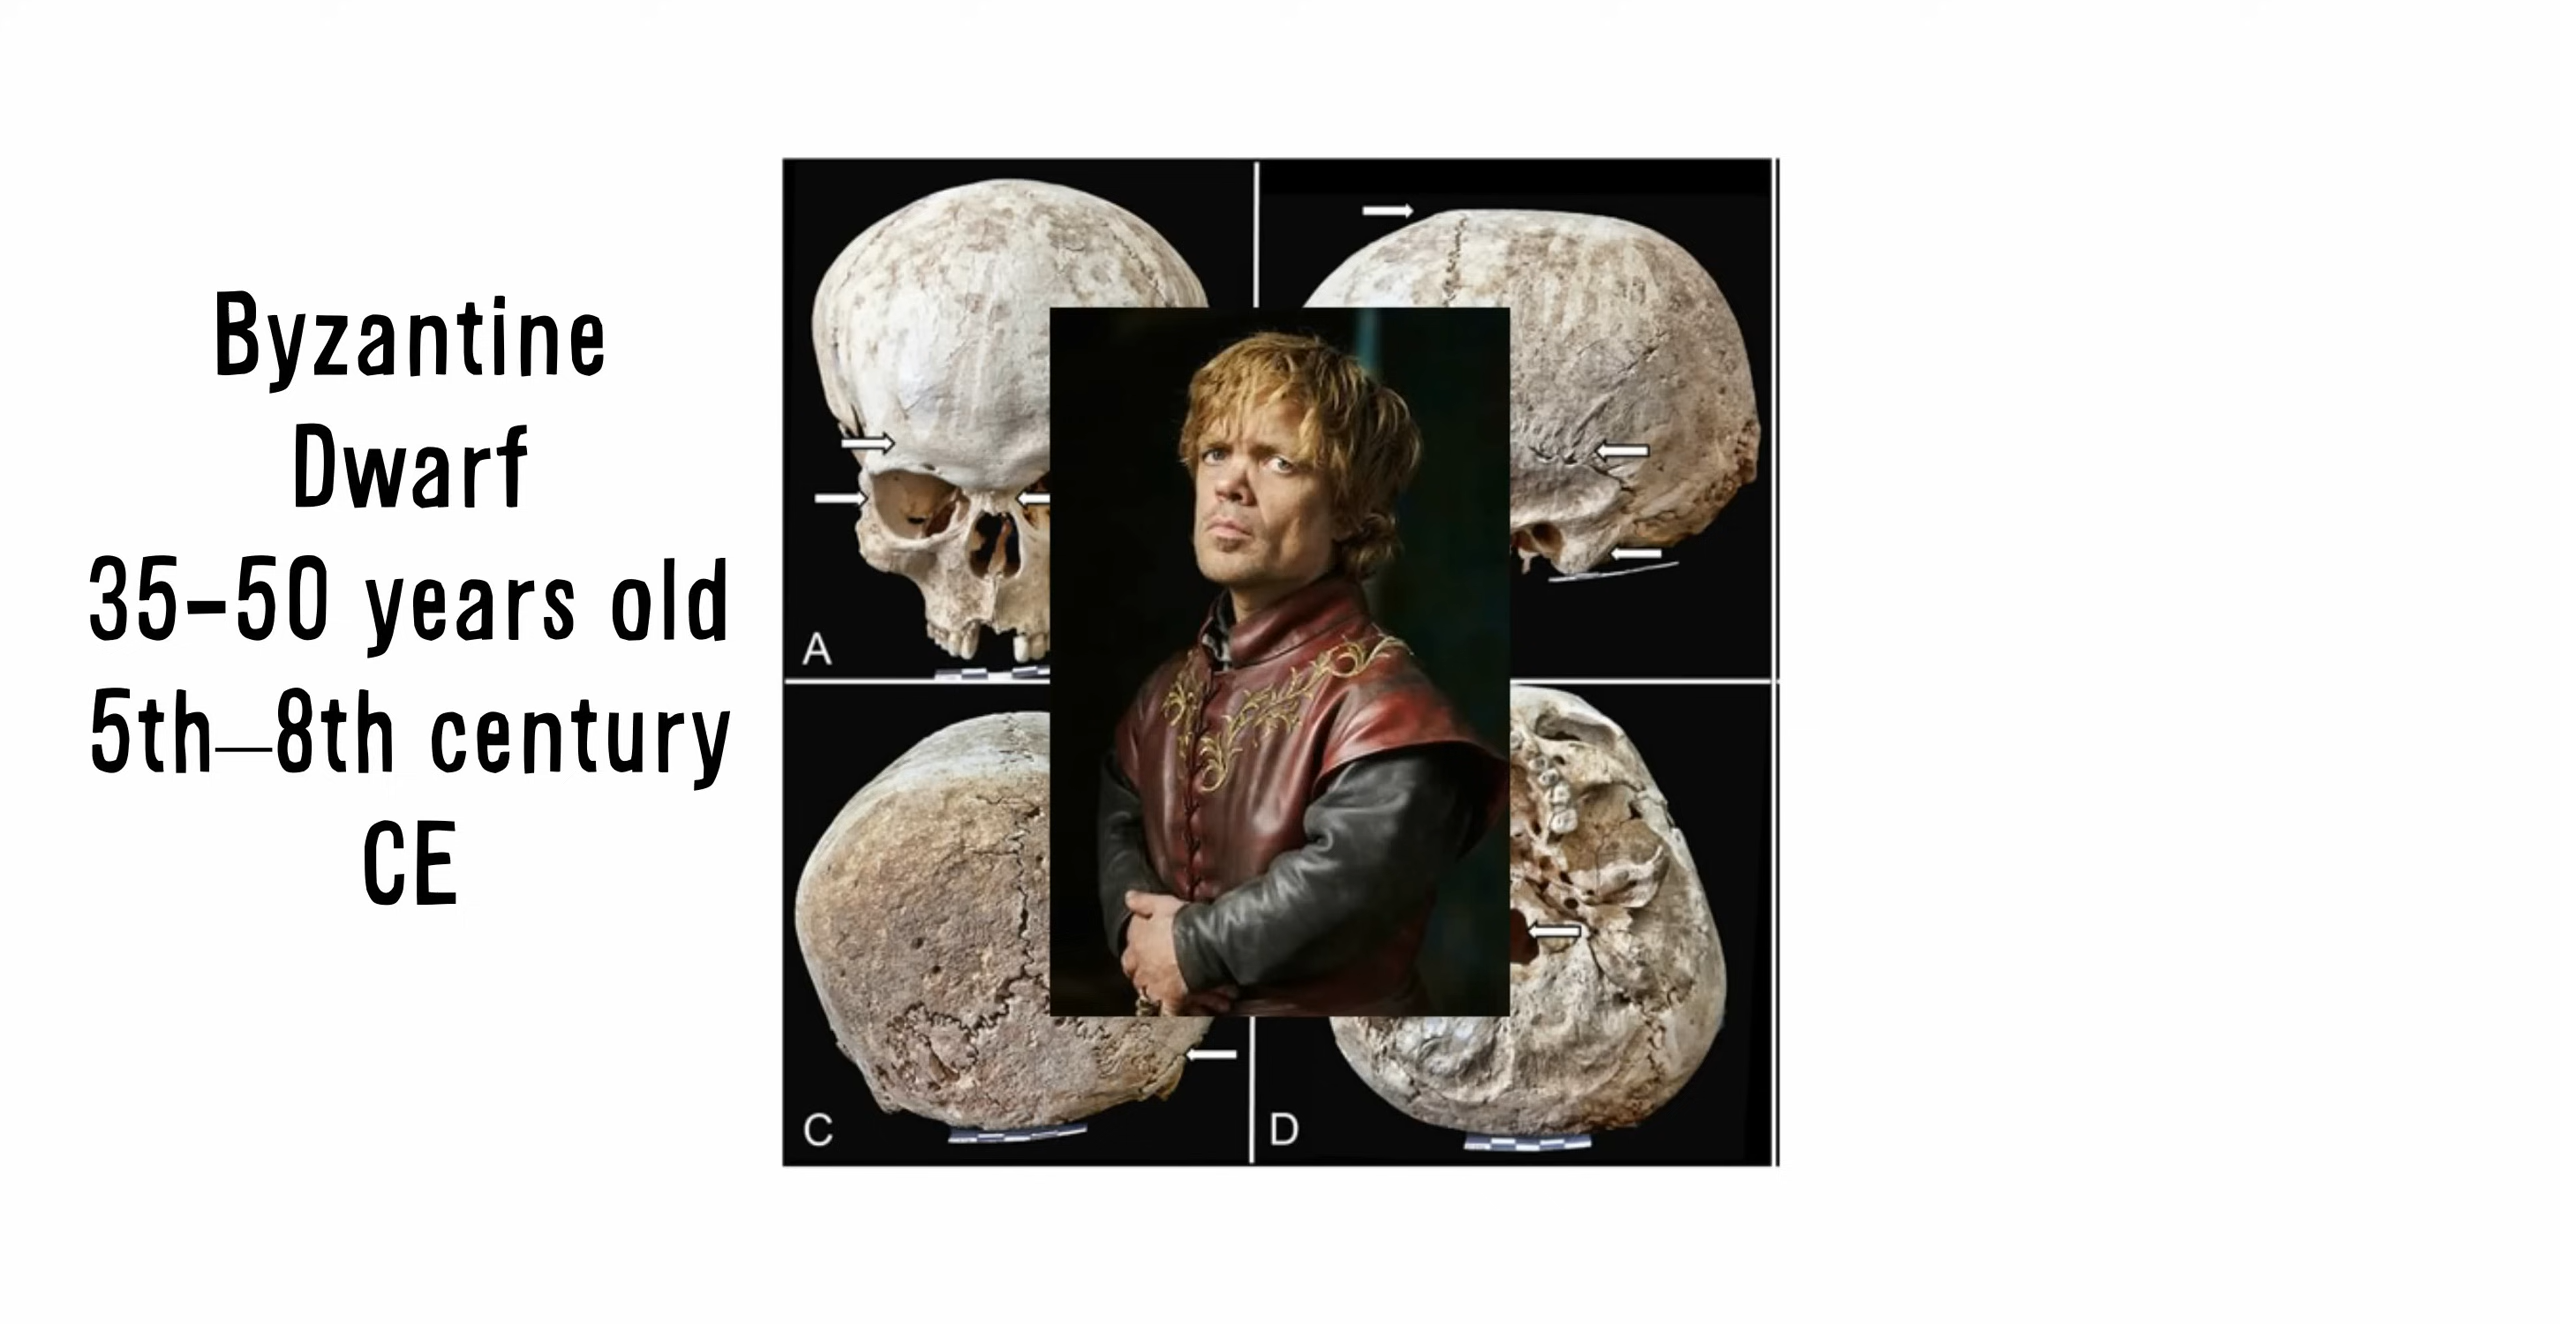 Byzantine
Dwarf
35-50 years old
5th–8th century
CE
A
C
D